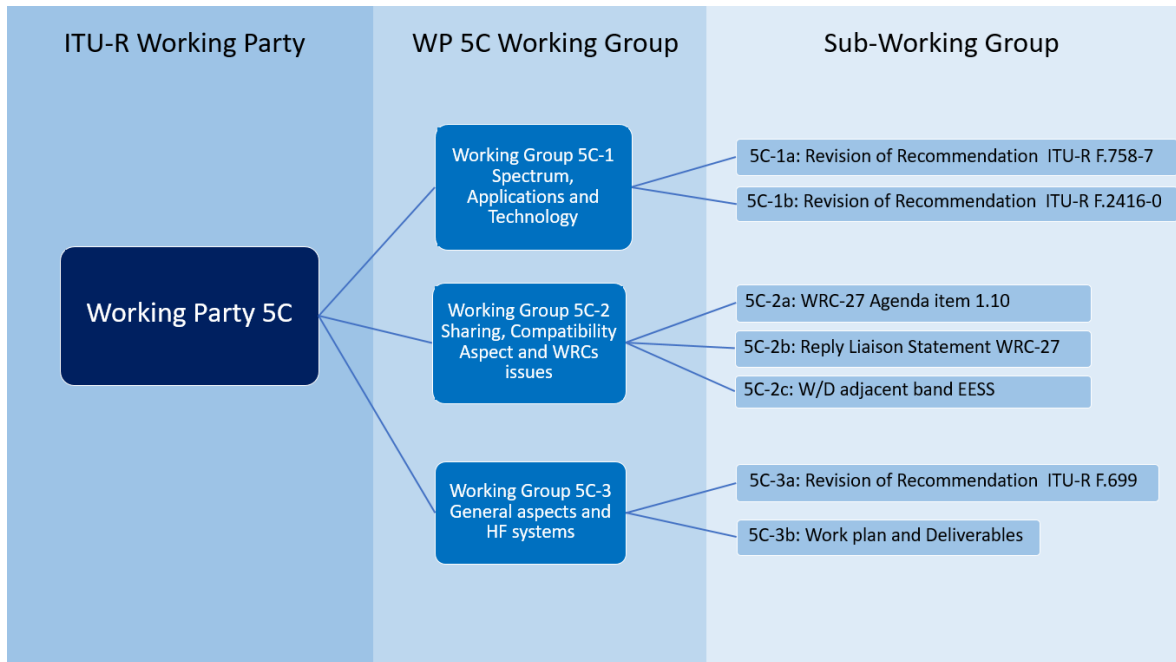 ITU-R Working Party
WP 5C Working Group
Sub-Working Group
Working Party 5C
Working Group 5C-1
Spectrum,
Applications and
Technology
5C-1a: Revision of Recommendation ITU-R F.758-7
5C-1b: Revision of Recommendation ITU-R F.2416-0
Working Group 5C-2
Sharing, Compatibility
Aspect and WRCs
issues
5C-2a: WRC-27 Agenda item 1.10
5C-2b: Reply Liaison Statement WRC-27
5C-2c: W/D adjacent band EESS
Working Group 5C-3
General aspects and
HF systems
5C-3a: Revision of Recommendation ITU-R F.699
5C-3b: Work plan and Deliverables